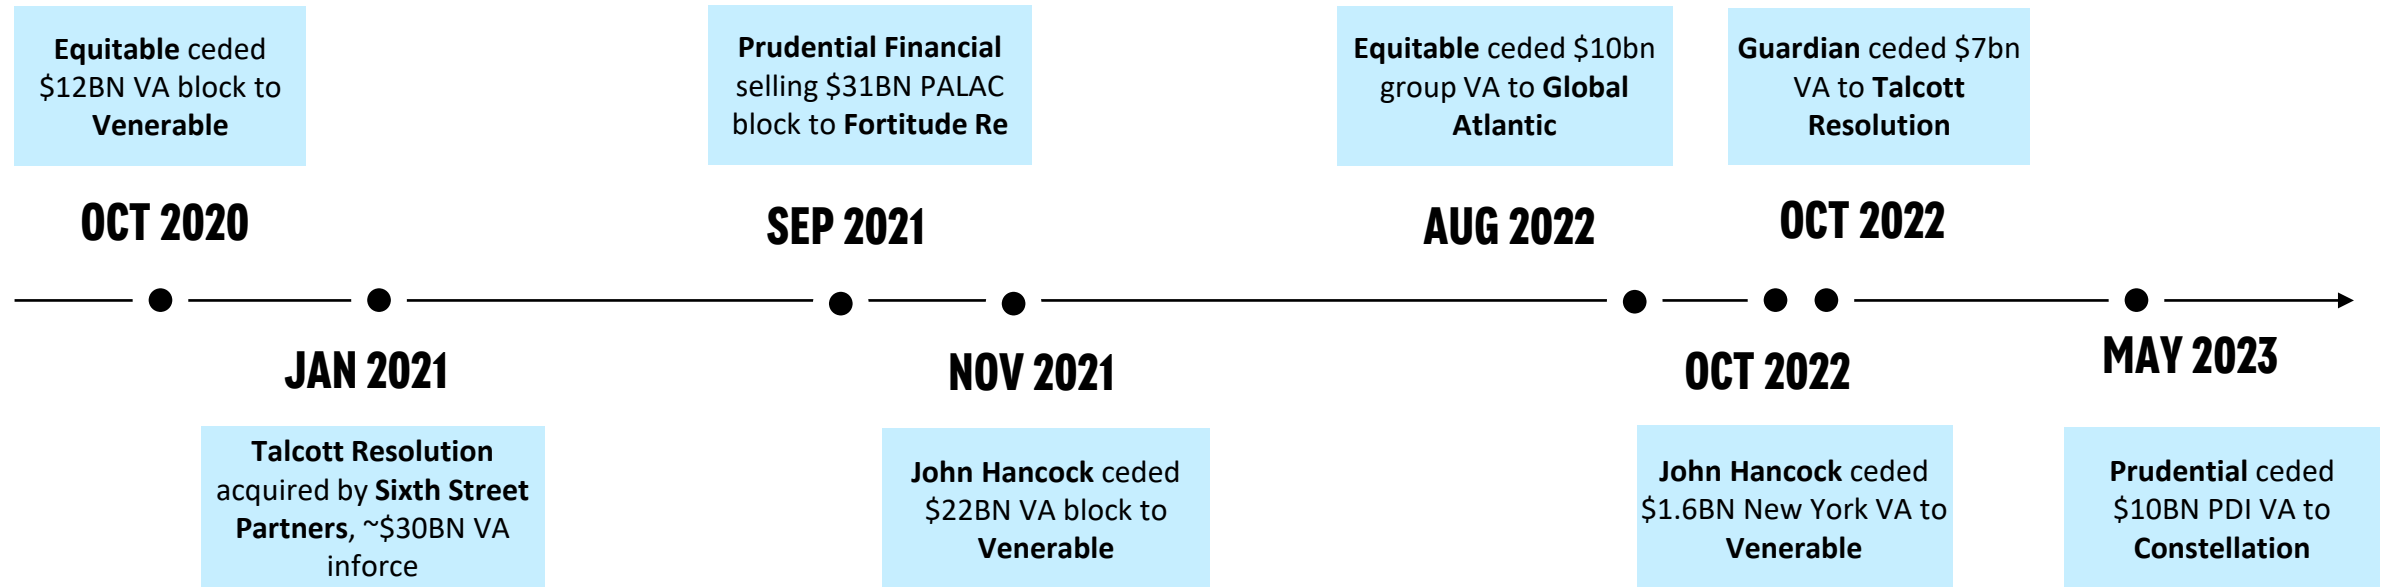 Equitable ceded
$12BN VA block to
Venerable
OCT 2020
Talcott Resolution
acquired by Sixth Street
Partners, ~$30BN VA
inforce
JAN 2021
Prudential Financial
selling $31BN PALAC
block to Fortitude Re
SEP 2021
John Hancock ceded
$22BN VA block to
Venerable
NOV 2021
Equitable ceded $10bn
group VA to Global
Atlantic
AUG 2022
John Hancock ceded
$1.6BN New York VA to
Venerable
OCT 2022
Guardian ceded $7bn
VA to Talcott
Resolution
OCT 2022
Prudential ceded
$10BN PDI VA to
Constellation
MAY 2023